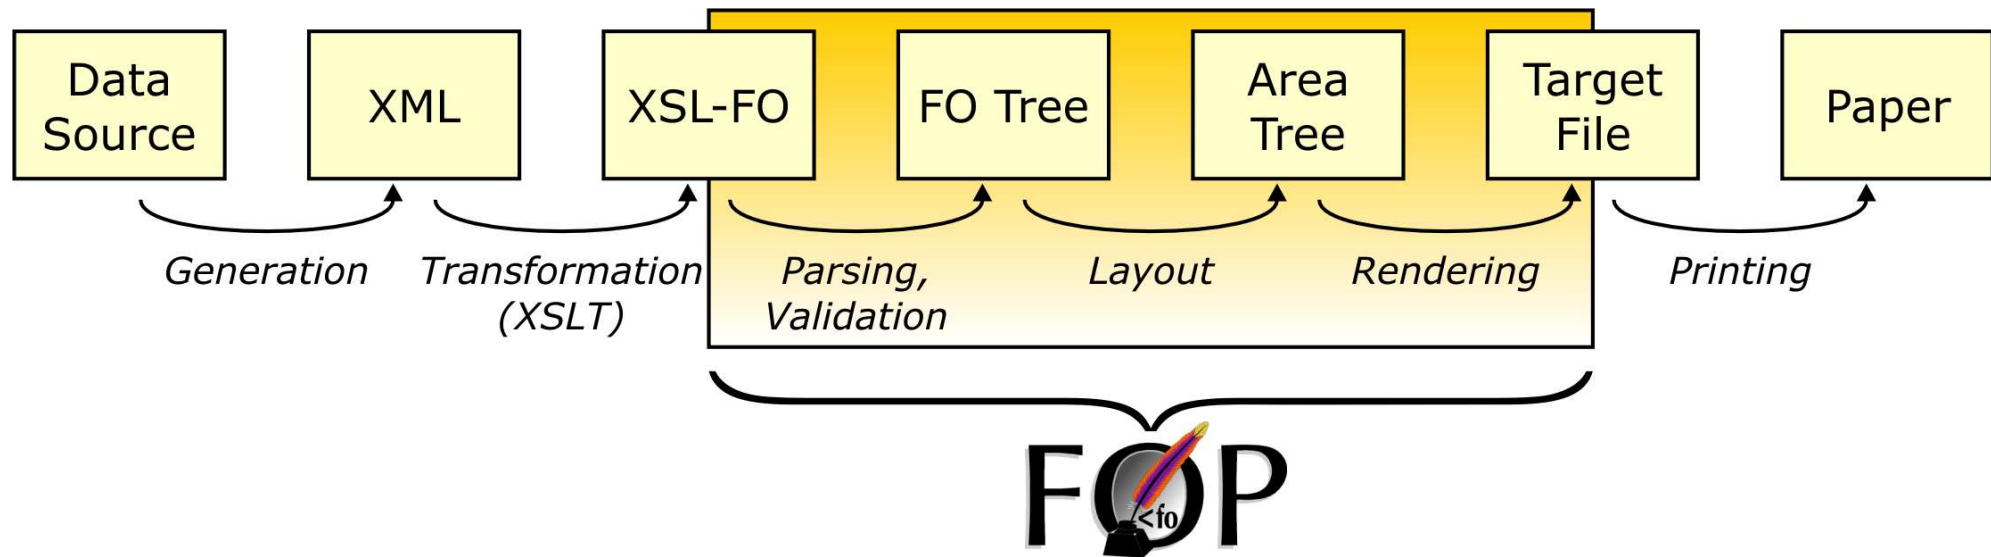 Data
Source
XML
XSL-FO
FO Tree
Area
Tree
Target
File
Paper
Generation
Transformation
(XSLT)
Parsing,
Validation
Layout
Rendering
Printing
FOP
<fo